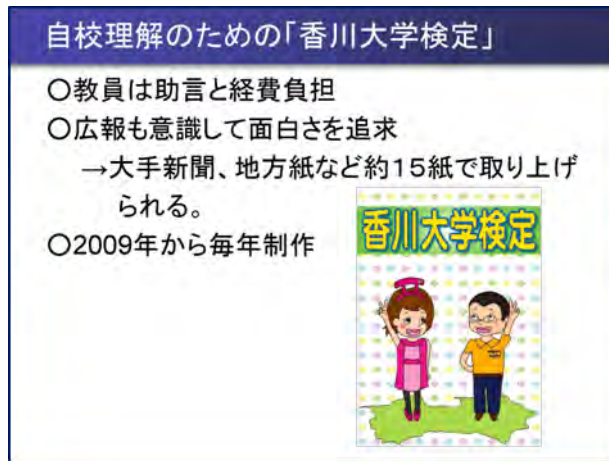 自校理解のための「香川大学検定」
〇教員は助言と経費負担
〇広報も意識して面白さを追求
→大手新聞、地方紙など約15紙で取り上げ
られる。
〇2009年から毎年制作
香川大学検定